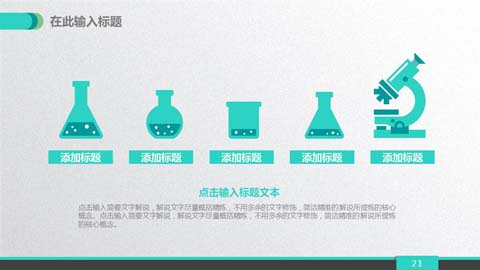 在此输入标题
添加标题 添加标题 添加标题 添加标题 添加标题
点击输入标题文本
点击输入简要文字解说，解说文字尽量概括精炼，不用多余的文字修饰，简洁精准的解说所提炼的核心
概念。点击输入简要文字解说，解说文字尽量概括精炼，不用多余的文字修饰，简洁精准的解说所提炼
的核心概念。
21